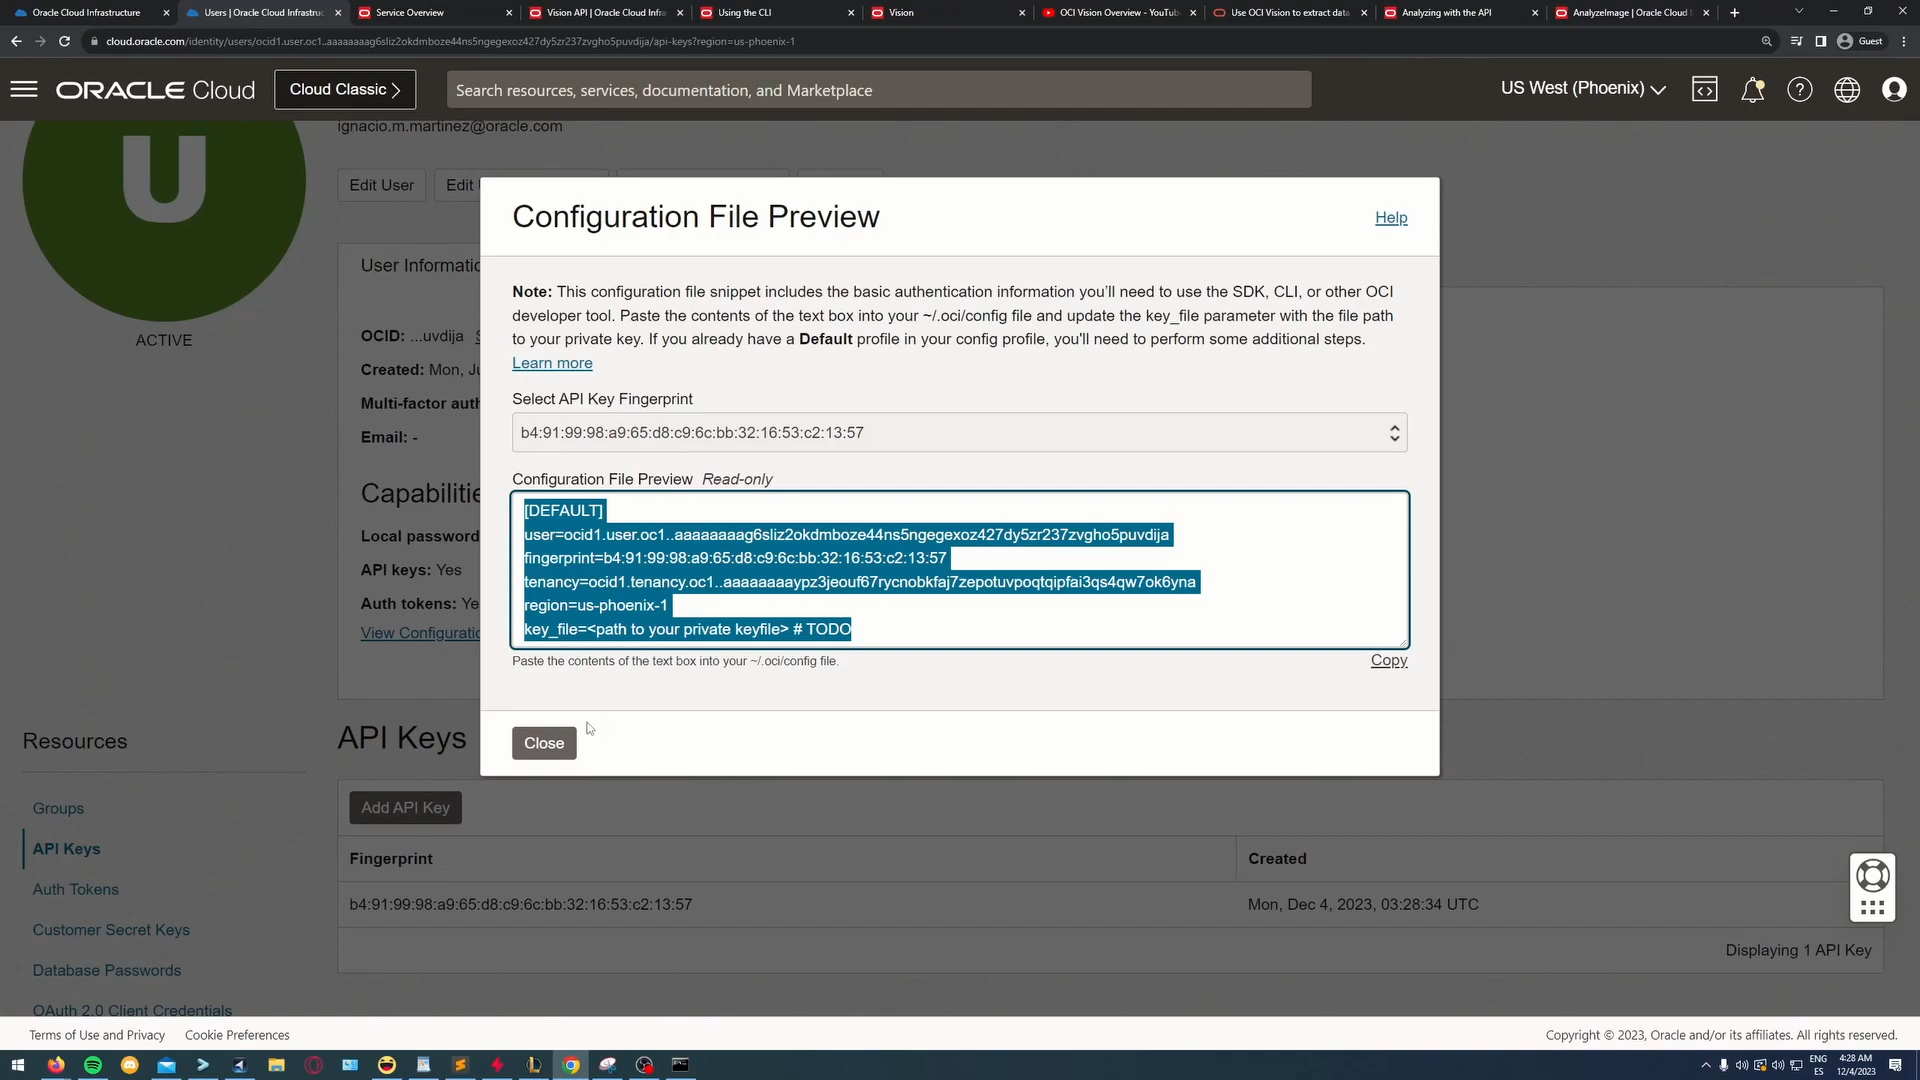 Oracle Cloud Infrastructure
Users | Oracle Cloud Infrastruc
Service Overview
Vision API | Oracle Cloud Infra
Using the CLI
Vision
OCI Vision Overview - YouTub
Use OCI Vision to extract data
Analyzing with the API
AnalyzeImage | Oracle Cloud
cloud.oracle.com/identity/users/ocid1.user.oc1..aaaaaaaag6sliz2okdmboze44ns5ngegexoz427dy5zr237zvgho5puvdija/api-keys?region=us-phoenix-1
Guest
ORACLE Cloud
Cloud Classic
Search resources, services, documentation, and Marketplace
US West (Phoenix)
U
ignacio.m.martinez@oracle.com
Edit User
Edit
ACTIVE
User Informatio
OCID: ...uvdija
Created: Mon, Ju
Multi-factor auth
Email: -
Capabilitie
Local password
API keys: Yes
Auth tokens: Ye
View Configuratio
Configuration File Preview
Help
Note: This configuration file snippet includes the basic authentication information you'll need to use the SDK, CLI, or other OCI
developer tool. Paste the contents of the text box into your ~/.oci/config file and update the key_file parameter with the file path
to your private key. If you already have a Default profile in your config profile, you'll need to perform some additional steps.
Learn more
Select API Key Fingerprint
b4:91:99:98:a9:65:d8:c9:6c:bb:32:16:53:c2:13:57
Configuration File Preview Read-only
[DEFAULT]
user=ocid1.user.oc1..aaaaaaaag6sliz2okdmboze44ns5ngegexoz427dy5zr237zvgho5puvdija
fingerprint=b4:91:99:98:a9:65:d8:c9:6c:bb:32:16:53:c2:13:57
tenancy=ocid1.tenancy.oc1..aaaaaaaaypz3jeouf67rycnobkfaj7zepotuvpoqtqipfai3qs4qw7ok6yna
region=us-phoenix-1
key_file=<path to your private keyfile> # TODO
Paste the contents of the text box into your ~/.oci/config file.
Copy
Close
Resources
Groups
API Keys
Auth Tokens
Customer Secret Keys
Database Passwords
OAuth 2.0 Client Credentials
API Keys
Add API Key
Fingerprint
Created
b4:91:99:98:a9:65:d8:c9:6c:bb:32:16:53:c2:13:57
Mon, Dec 4, 2023, 03:28:34 UTC
Displaying 1 API Key
Terms of Use and Privacy
Cookie Preferences
Copyright © 2023, Oracle and/or its affiliates. All rights reserved.
ENG
ES
4:28 AM
12/4/2023